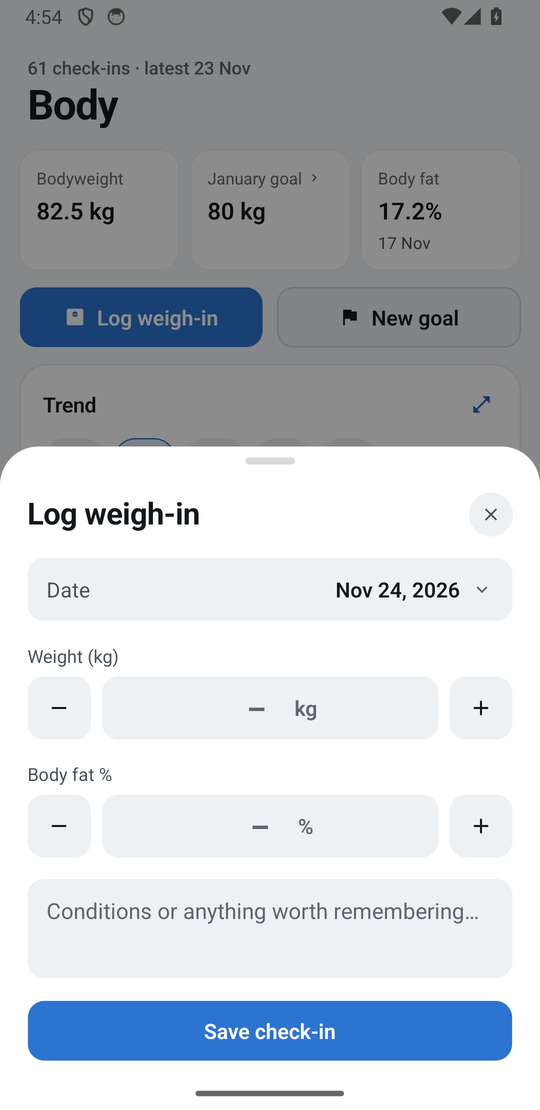 4:54
61 check-ins · latest 23 Nov
Body
Bodyweight
82.5 kg
January goal
80 kg
Body fat
17.2%
17 Nov
Log weigh-in
New goal
Trend
Log weigh-in
Date
Nov 24, 2026
Weight (kg)
− – kg +
Body fat %
− – % +
Conditions or anything worth remembering…
Save check-in